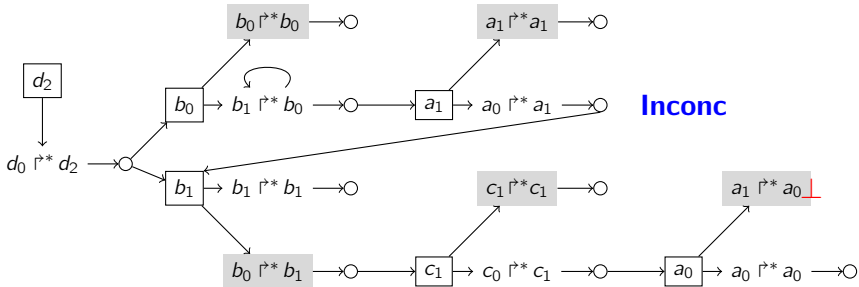 b₀ ↱* b₀
a₁ ↱* a₁
d₂
b₀
b₁ ↱* b₀
a₁
a₀ ↱* a₁
Inconc
d₀ ↱* d₂
b₁
b₁ ↱* b₁
c₁ ↱* c₁
a₁ ↱* a₀ ⊥
b₀ ↱* b₁
c₁
c₀ ↱* c₁
a₀
a₀ ↱* a₀